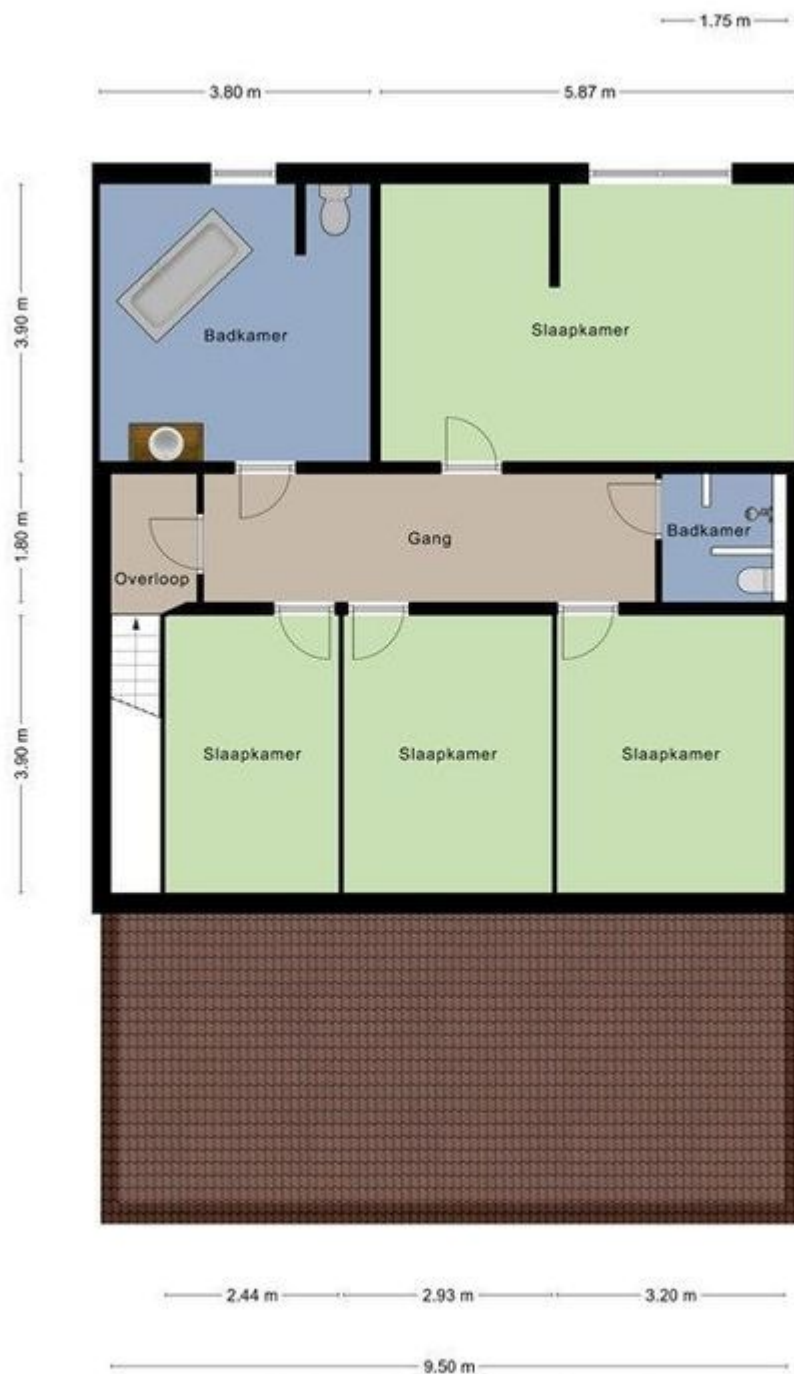 1.75 m
3.80 m
5.87 m
3.90 m
Badkamer
Slaapkamer
1.80 m
Gang
Badkamer
Overloop
3.90 m
Slaapkamer
Slaapkamer
Slaapkamer
2.44 m
2.93 m
3.20 m
9.50 m